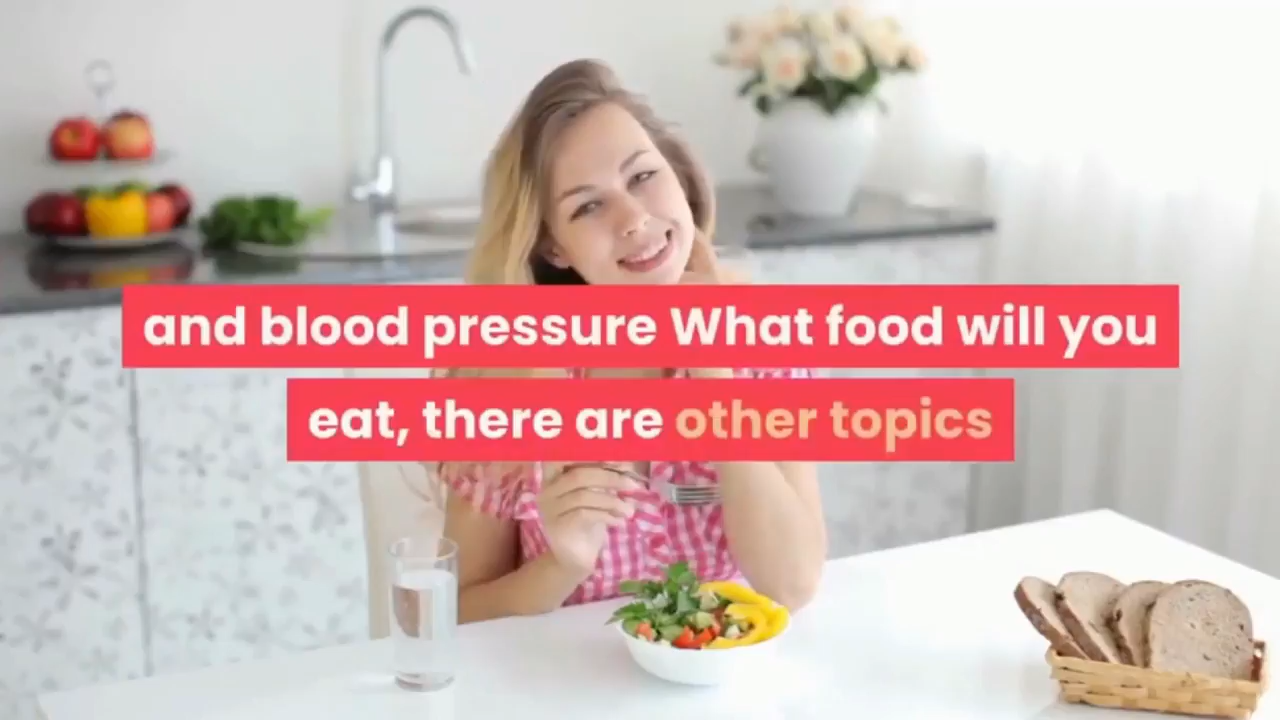 and blood pressure What food will you
eat, there are other topics